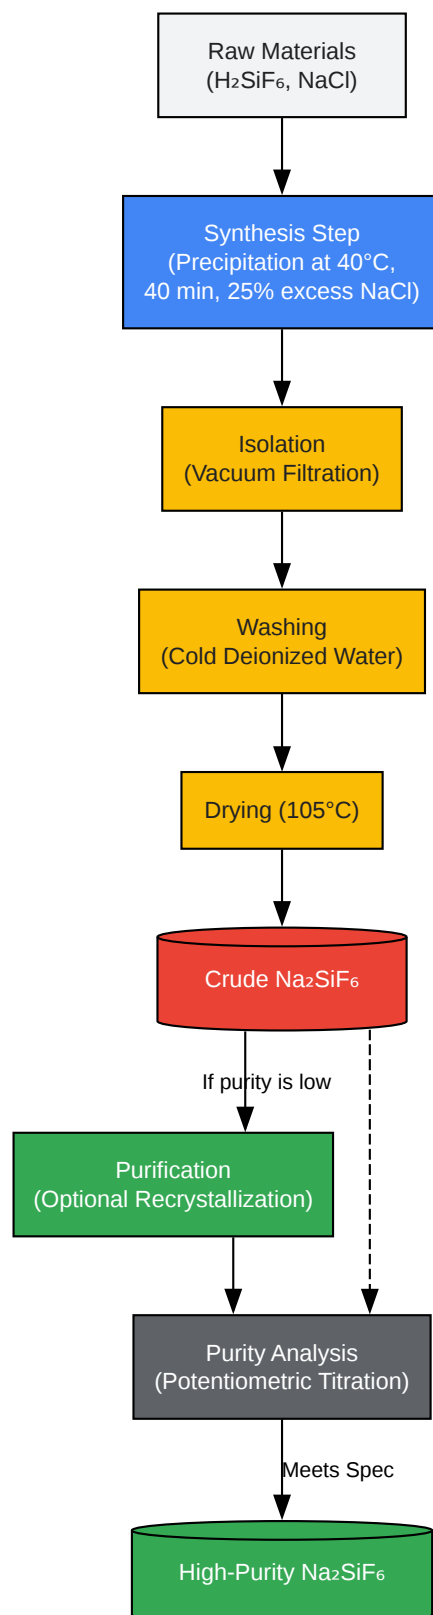 Raw Materials
(H₂SiF₆, NaCl)
Synthesis Step
(Precipitation at 40°C,
40 min, 25% excess NaCl)
Isolation
(Vacuum Filtration)
Washing
(Cold Deionized Water)
Drying (105°C)
Crude Na₂SiF₆
If purity is low
Purification
(Optional Recrystallization)
Purity Analysis
(Potentiometric Titration)
Meets Spec
High-Purity Na₂SiF₆